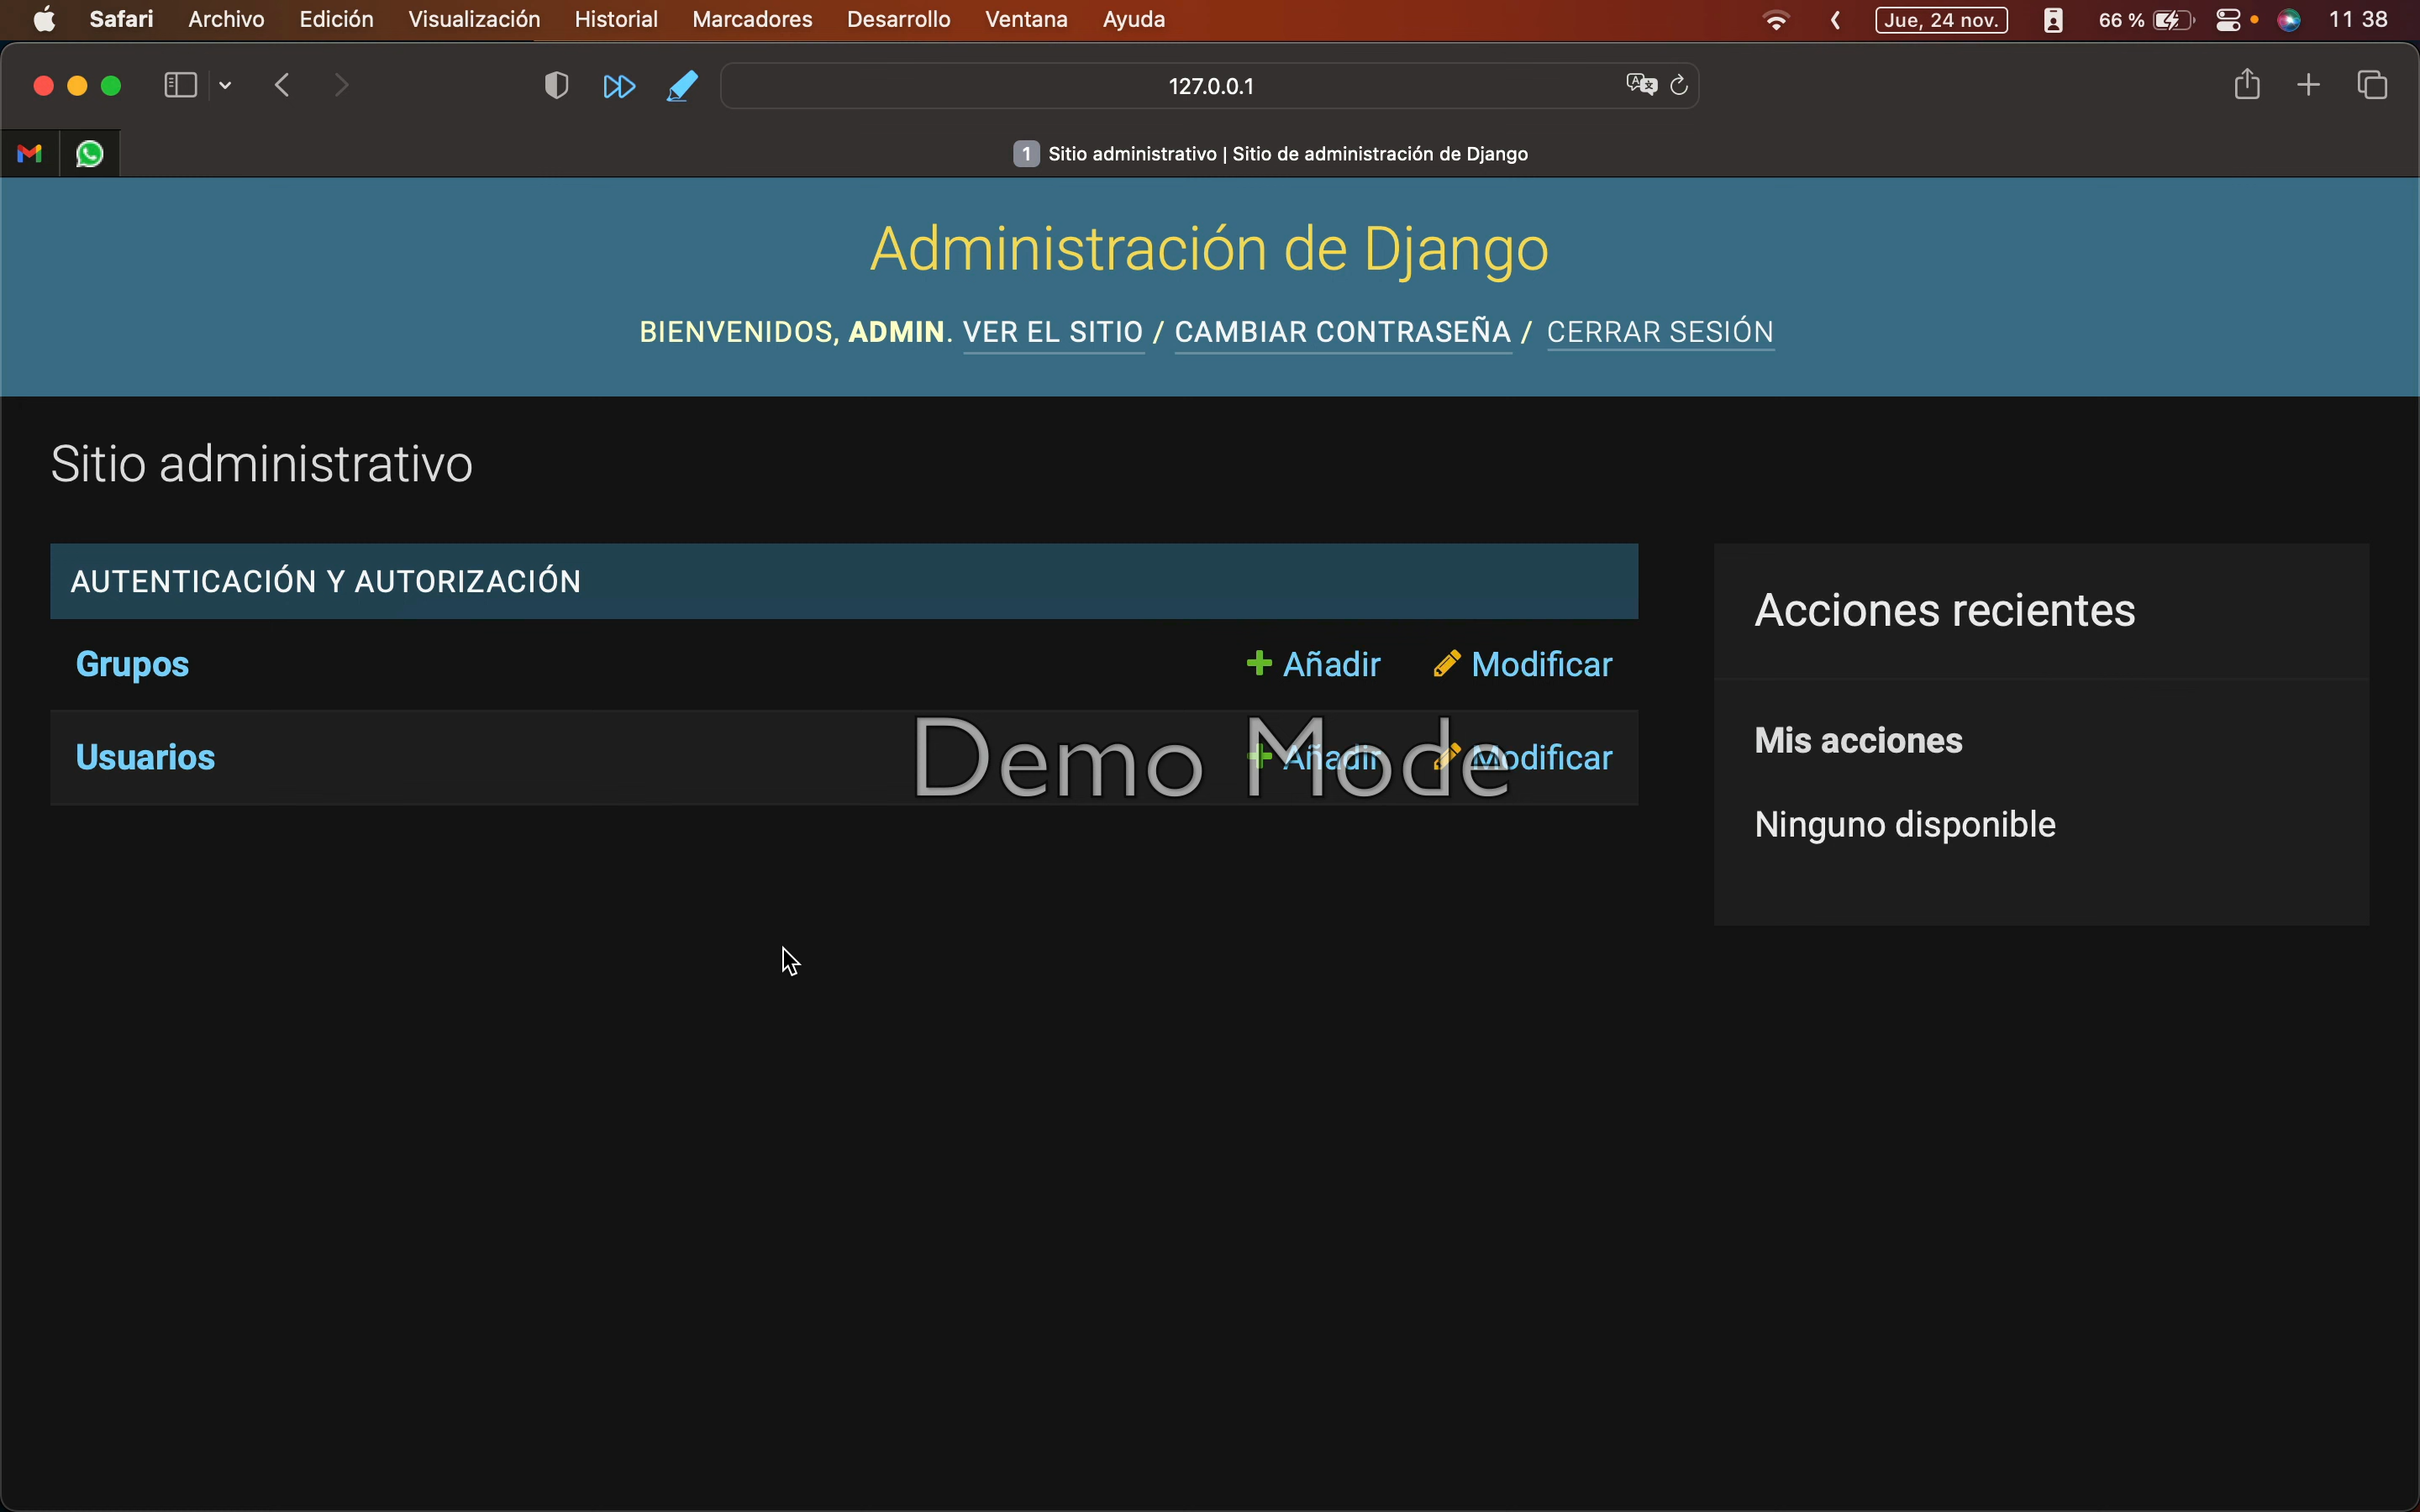 Safari Archivo Edición Visualización Historial Marcadores Desarrollo Ventana Ayuda Jue, 24 nov. 66 % 11 38
127.0.0.1
1 Sitio administrativo | Sitio de administración de Django
Administración de Django
BIENVENIDOS, ADMIN. VER EL SITIO / CAMBIAR CONTRASEÑA / CERRAR SESIÓN
Sitio administrativo
AUTENTICACIÓN Y AUTORIZACIÓN
Grupos Añadir Modificar
Usuarios Añadir Modificar
Demo Mode
Acciones recientes
Mis acciones
Ninguno disponible